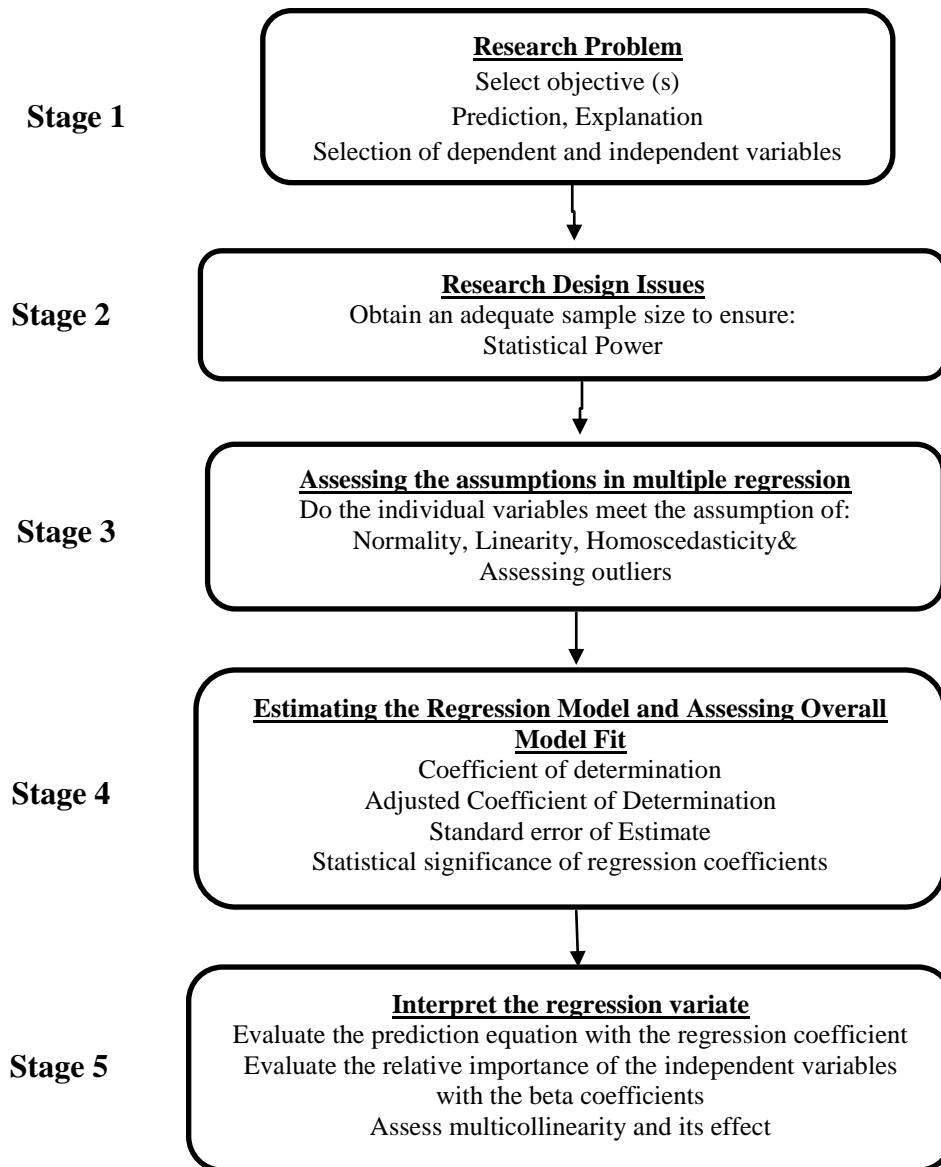 Research Problem
Select objective (s)
Stage 1
Prediction, Explanation
Selection of dependent and independent variables
Research Design Issues
Stage 2
Obtain an adequate sample size to ensure:
Statistical Power
Assessing the assumptions in multiple regression
Do the individual variables meet the assumption of:
Stage 3
Normality, Linearity, Homoscedasticity&
Assessing outliers
Estimating the Regression Model and Assessing Overall
Model Fit
Coefficient of determination
Stage 4
Adjusted Coefficient of Determination
Standard error of Estimate
Statistical significance of regression coefficients
Interpret the regression variate
Evaluate the prediction equation with the regression coefficient
Stage 5
Evaluate the relative importance of the independent variables
with the beta coefficients
Assess multicollinearity and its effect